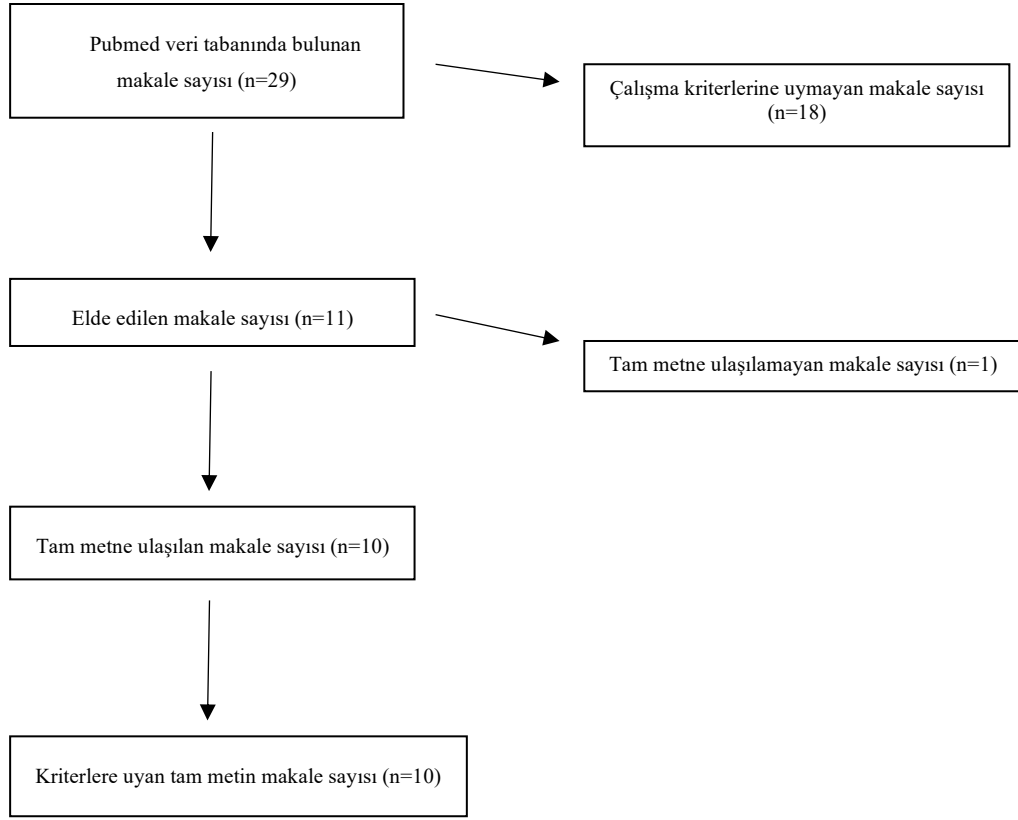 Pubmed veri tabanında bulunan
makale sayısı (n=29)
Çalışma kriterlerine uymayan makale sayısı
(n=18)
Elde edilen makale sayısı (n=11)
Tam metne ulaşılamayan makale sayısı (n=1)
Tam metne ulaşılan makale sayısı (n=10)
Kriterlere uyan tam metin makale sayısı (n=10)